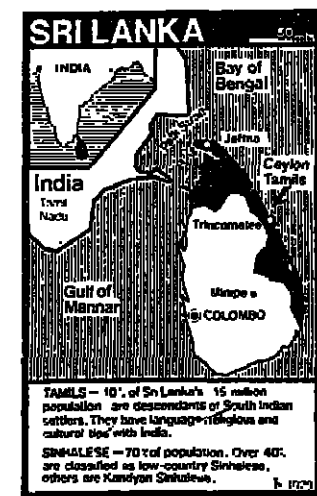 SRI LANKA
50 mls
INDIA
Bay of
Bengal
Jaffna
Ceylon
Tamils
India
Tamil
Nadu
Trincomalee
Gulf of
Mannar
COLOMBO
TAMILS — 10% of Sri Lanka's 15 million
population are descendants of South Indian
settlers. They have language religious and
cultural ties with India.
SINHALESE — 70% of population. Over 40%
are classified as low-country Sinhalese,
others are Kandyan Sinhalese.